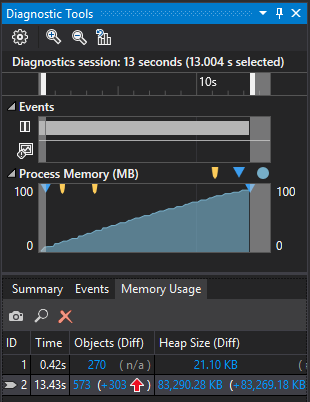 Diagnostic Tools
Diagnostics session: 13 seconds (13.004 s selected)
10s
Events
Process Memory (MB)
100 100
0 0
Summary Events Memory Usage
ID Time Objects (Diff) Heap Size (Diff)
1 0.42s 270 (n/a) 21.10 KB (
2 13.43s 573 (+303 ) 83,290.28 KB (+83,269.18 KB)